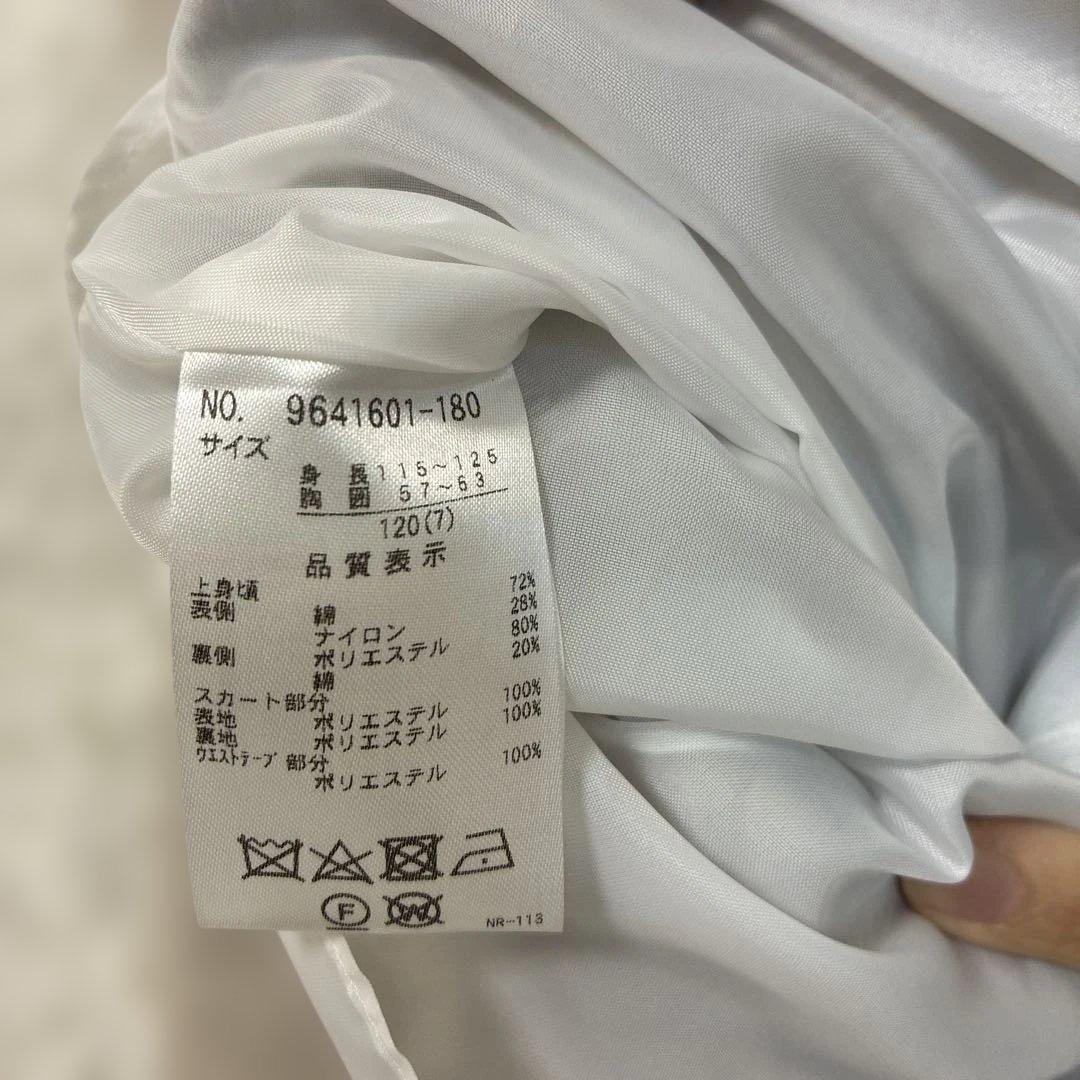 NO. 9641601-180
サイズ
身 長 115～125
胸 囲 57～63
120(7)
品質表示
上身頃
表側 綿 72%
ナイロン 28%
裏側 ポリエステル 80%
綿 20%
スカート部分
表地 ポリエステル 100%
裏地 ポリエステル 100%
ウエストテープ部分
ポリエステル 100%
F
W
NR-113